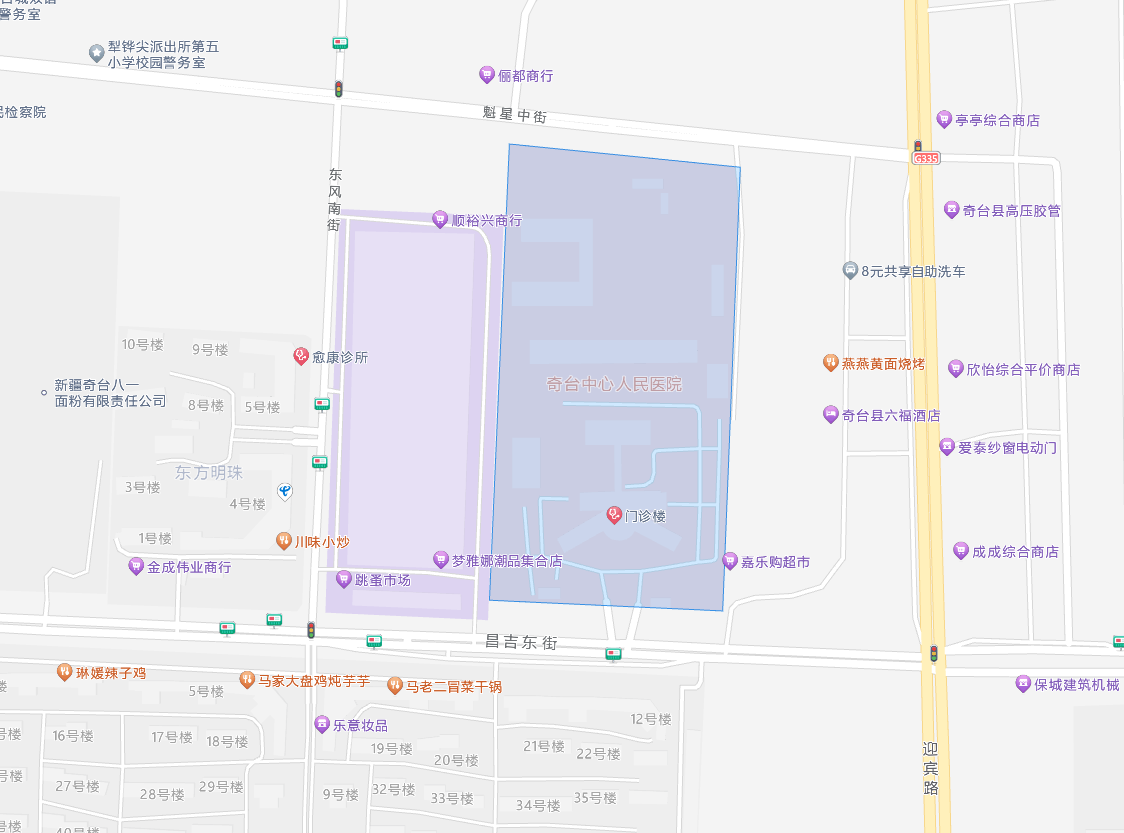 警务室
犁铧尖派出所第五
小学校园警务室
俪都商行
检察院
魁星中街
亭亭综合商店
G335
东风南街
顺裕兴商行
奇台县高压胶管
8元共享自助洗车
10号楼
9号楼
愈康诊所
燕燕黄面烧烤
欣怡综合平价商店
新疆奇台八一
面粉有限责任公司
奇台中心人民医院
8号楼
5号楼
奇台县六福酒店
爱泰纱窗电动门
东方明珠
3号楼
4号楼
门诊楼
1号楼
川味小炒
金成伟业商行
梦雅娜潮品集合店
嘉乐购超市
成成综合商店
跳蚤市场
昌吉东街
琳媛辣子鸡
5号楼
马家大盘鸡炖芋芋
马老二冒菜干锅
保城建筑机械
乐意妆品
12号楼
号楼
16号楼
17号楼
18号楼
19号楼
20号楼
21号楼
22号楼
迎宾路
号楼
27号楼
28号楼
29号楼
9号楼
32号楼
33号楼
34号楼
35号楼
号楼
40号楼